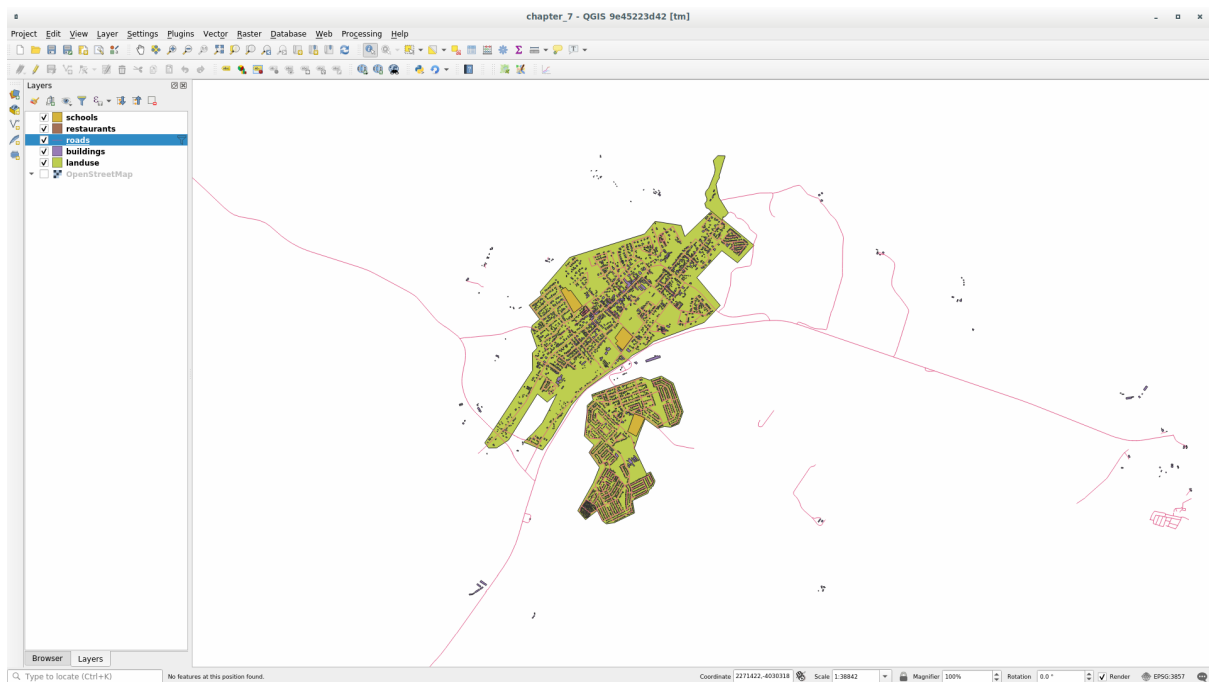 chapter_7 - QGIS 9e45223d42 [tm]
Project Edit View Layer Settings Plugins Vector Raster Database Web Processing Help
Layers
schools
restaurants
roads
buildings
landuse
OpenStreetMap
Browser Layers
Type to locate (Ctrl+K) No features at this position found. Coordinate 2271422,-4030318 Scale 1:38842 Magnifier 100% Rotation 0.0 ° Render EPSG:3857